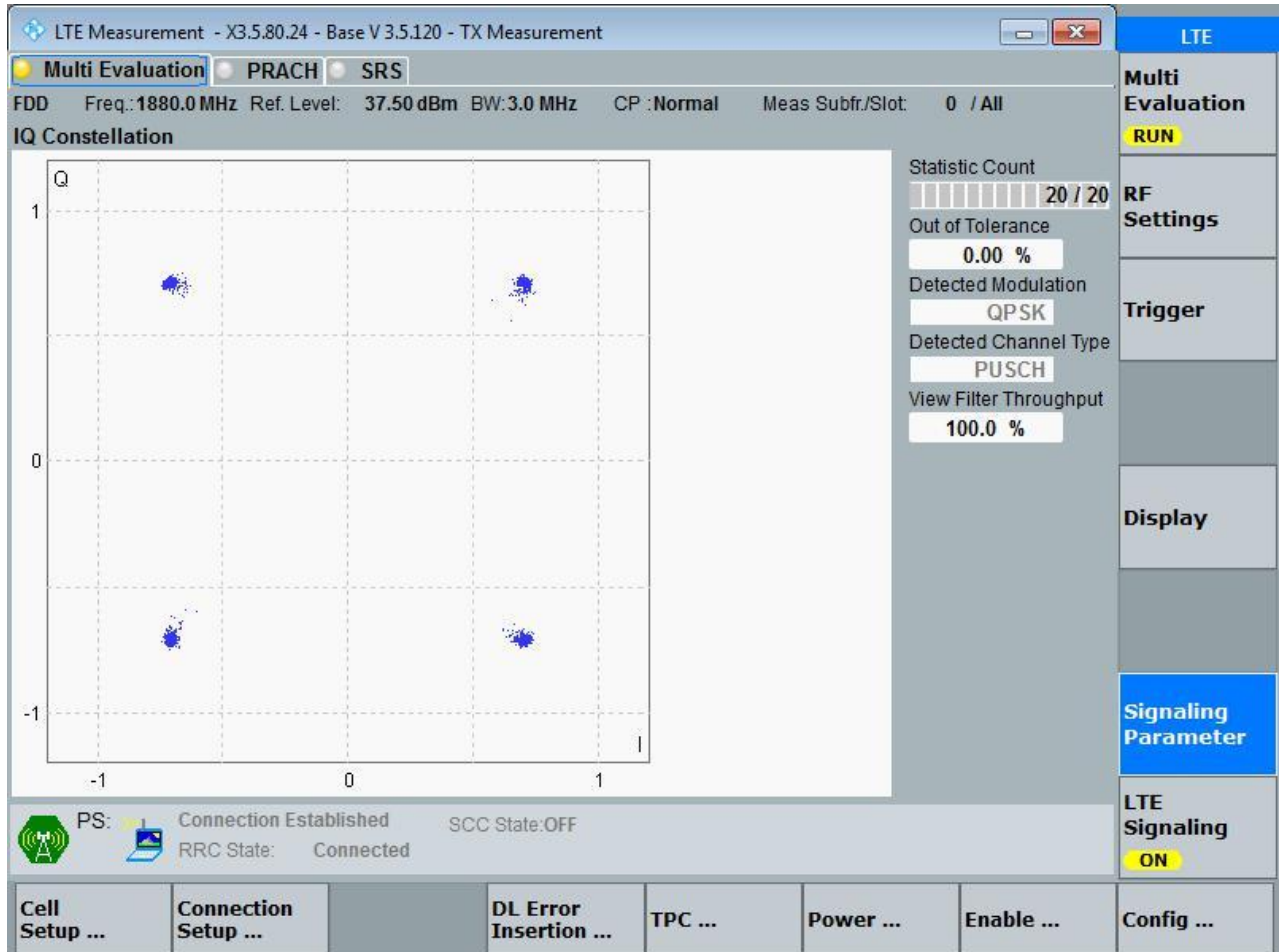 LTE Measurement - X3.5.80.24 - Base V 3.5.120 - TX Measurement
LTE
Multi Evaluation PRACH SRS
FDD Freq.:1880.0 MHz Ref. Level: 37.50 dBm BW:3.0 MHz CP :Normal Meas Subfr./Slot: 0 / All
IQ Constellation
Q
1
0
-1
I
-1 0 1
Statistic Count
20 / 20
Out of Tolerance
0.00 %
Detected Modulation
QPSK
Detected Channel Type
PUSCH
View Filter Throughput
100.0 %
Multi
Evaluation
RUN
RF
Settings
Trigger
Display
Signaling
Parameter
LTE
Signaling
ON
PS: Connection Established SCC State:OFF
RRC State: Connected
Cell
Setup ...
Connection
Setup ...
DL Error
Insertion ...
TPC ...
Power ...
Enable ...
Config ...